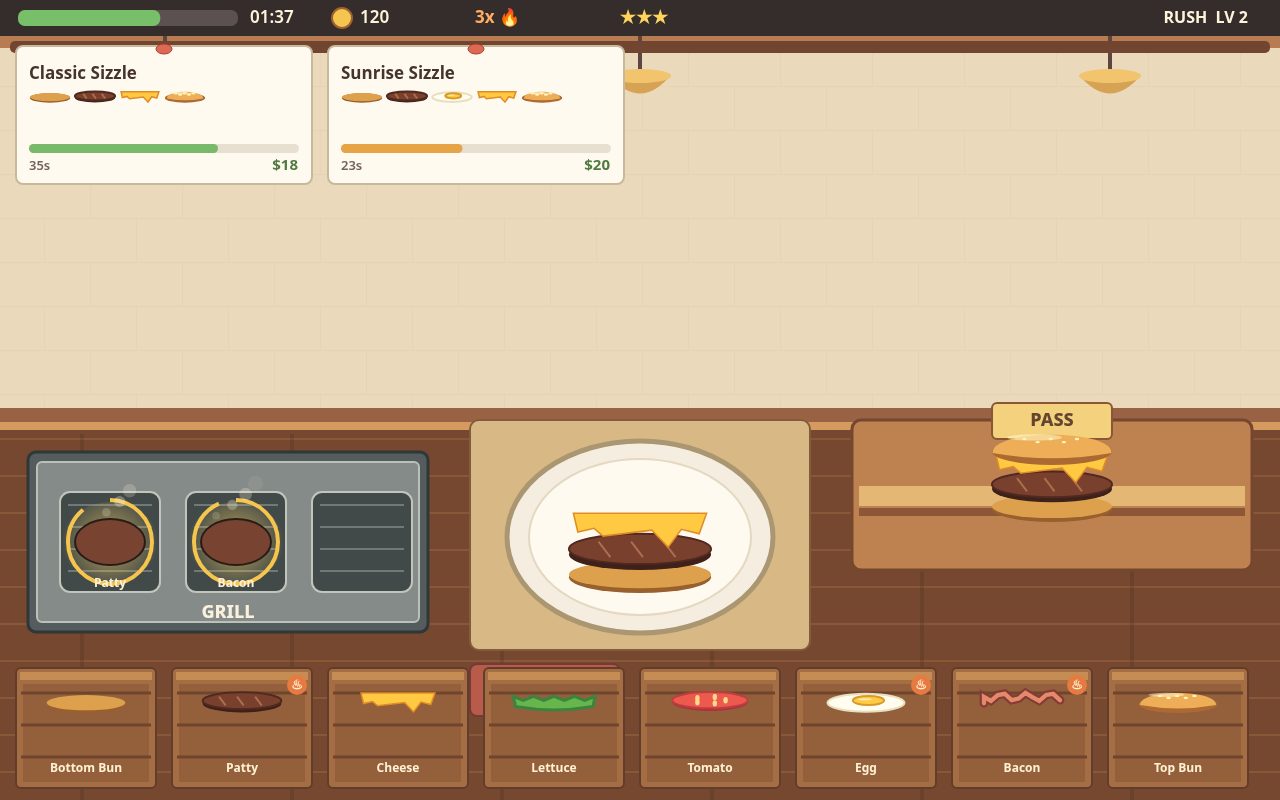 01:37
120
3x
RUSH LV 2
Classic Sizzle
35s
$18
Sunrise Sizzle
23s
$20
PASS
Patty
Bacon
GRILL
Bottom Bun
Patty
Cheese
Lettuce
Tomato
Egg
Bacon
Top Bun